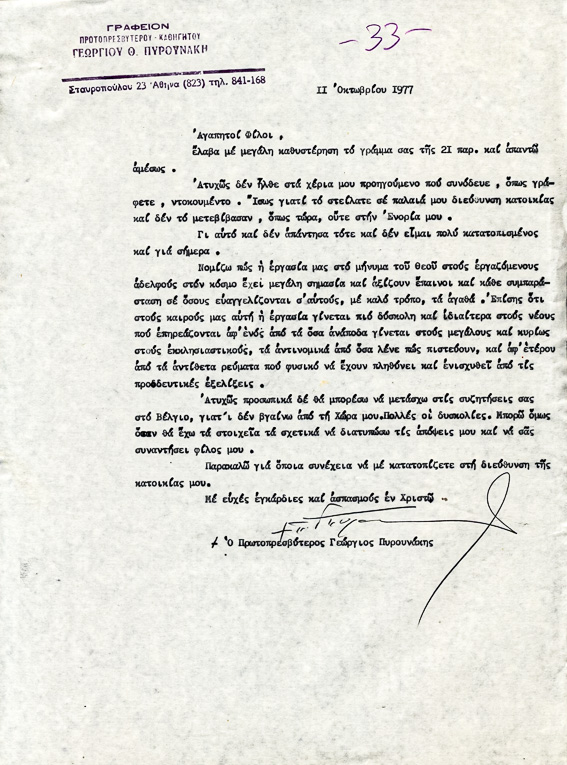 ΓΡΑΦΕΙΟΝ
ΠΡΩΤΟΠΡΕΣΒΥΤΕΡΟΥ - ΚΑΘΗΓΗΤΟΥ
ΓΕΩΡΓΙΟΥ Θ. ΠΥΡΟΥΝΑΚΗ
Σταυροπούλου 23 Ἀθῆνα (823) τηλ. 841-168
-33-
ΙΙ Ὀκτωβρίου Ι977
Ἀγαπητοί Φίλοι ,
ἔλαβα μέ μεγάλη καθυστέρηση τό γράμμα σας τῆς 2Ι παρ. καί ἀπαντῶ
ἀμέσως .
Ἀτυχῶς δέν ἦλθε στά χέρια μου προηγούμενο πού συνόδευε , ὅπως γρά-
φετε , ντοκουμέντο . Ἴσως γιατί τό στείλατε σέ παλαιά μου διεύθυνση κατοικίας
καί δέν τό μετεβίβασαν , ὅπως τώρα, οὔτε στήν Ἐνορία μου .
Γι αὐτό καί δέν ἀπάντησα τότε καί δέν εἶμαι πολύ κατατοπισμένος
καί γιά σήμερα .
Νομίζω πώς ἡ ἐργασία μας στό μήνυμα τοῦ Θεοῦ στούς ἐργαζόμενους
ἀδελφούς στόν κόσμο ἔχει μεγάλη σημασία καί ἀξίζουν ἔπαινοι καί κάθε συμπαρά-
σταση σέ ὅσους εὐαγγελίζονται σ'αὐτούς, μέ καλό τρόπο, τά ἀγαθά .Ἐπίσης ὅτι
στούς καιρούς μας αὐτή ἡ ἐργασία γίνεται πιό δύσκολη καί ἰδιαίτερα στούς νέους
πού ἐπηρεάζονται ἀφ'ἑνός ἀπό τά ὅσα ἀνάποδα γίνεται στούς μεγάλους καί κυρίως
στούς ἐκκλησιαστικούς, τά ἀντινομικά ἀπό ὅσα λένε πώς πιστεύουν, καί ἀφ'ἑτέρου
ἀπό τά ἀντίθετα ρεύματα πού φυσικό νά ἔχουν πληθύνει καί ἐνισχυθεῖ ἀπό τίς
προοδευτικές ἐξελίξεις .
Ἀτυχῶς προσωπικά δέ θά μπορέσω νά μετάσχω στίς συζητήσεις σας
στό Βέλγιο, γιατ'ι δέν βγαίνω ἀπό τή Χώρα μου.Πολλές οἱ δυσκολίες. Μπορῶ ὅμως
ὅταν θά ἔχω τά στοιχεῖα τά σχετικά νά διατυπώσω τίς ἀπόψεις μου καί νά σᾶς
συναντήσει φίλος μου .
Παρακαλῶ γιά ὅποια συνέχεια νά μέ κατατοπίζετε στή διεύθυνση τῆς
κατοικίας μου.
Μέ εὐχές ἐγκάρδιες καί ἀσπασμούς ἐν Χριστῷ
Ὁ Πρωτοπρεσβύτερος Γεώργιος Πυρουνάκης